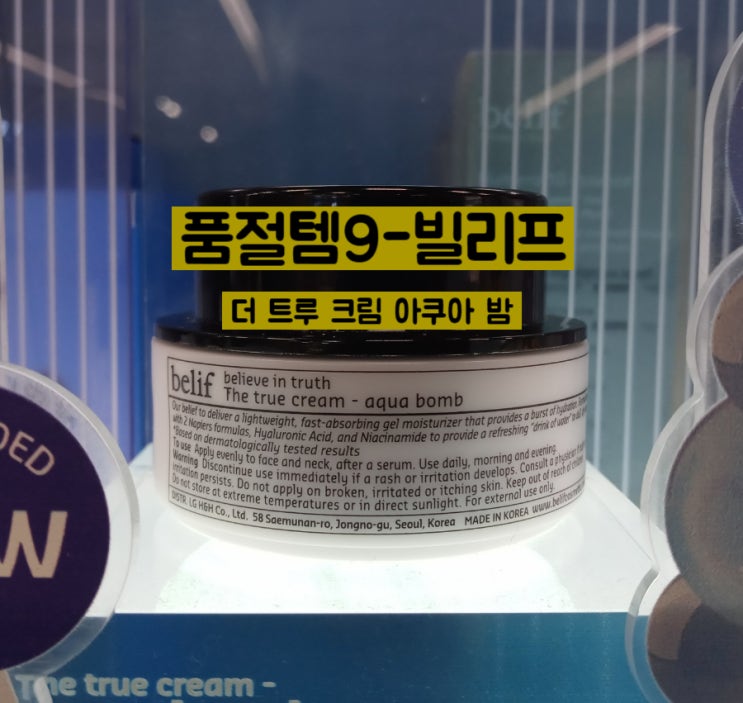 belif
품절템9-빌리프
더 트루 크림 아쿠아 밤
belif
believe in truth
The true cream - aqua bomb
Our belief to deliver a lightweight, fast-absorbing gel moisturizer that provides a burst of hydration.
with 2 Napiers formulas, Hyaluronic Acid, and Niacinamide to provide a refreshing "drink of water" to
*Based on dermatologically tested results
To use Apply evenly to face and neck, after a serum. Use daily, morning and evening.
Warning Discontinue use immediately if a rash or irritation develops. Consult a physician if
irritation persists. Do not apply on broken, irritated or itching skin. Keep out of reach of
Do not store at extreme temperatures or in direct sunlight. For external use only.
DISTR. LG H&H Co., Ltd. 58 Saemunan-ro, Jongno-gu, Seoul, Korea MADE IN KOREA
DED
W
The true cream -